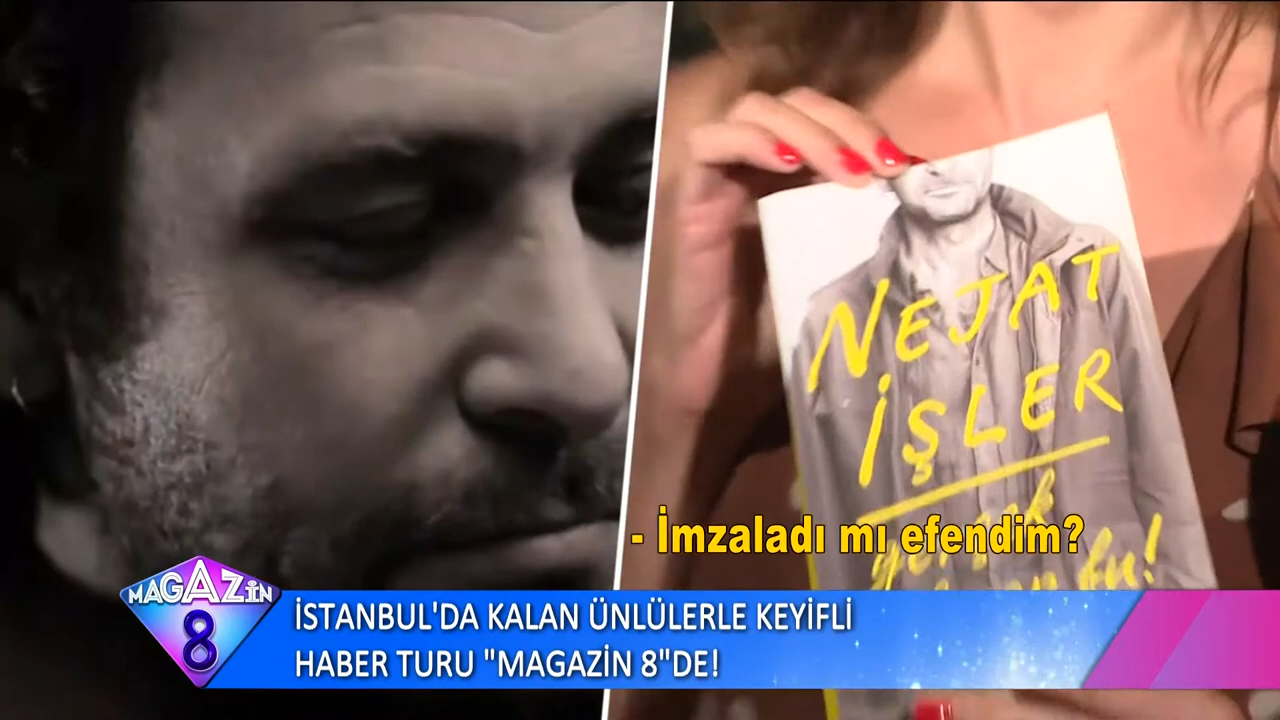 NEJAT
İŞLER
- İmzaladı mı efendim?
MAGAZİN
8
İSTANBUL'DA KALAN ÜNLÜLERLE KEYİFLİ
HABER TURU "MAGAZİN 8"DE!